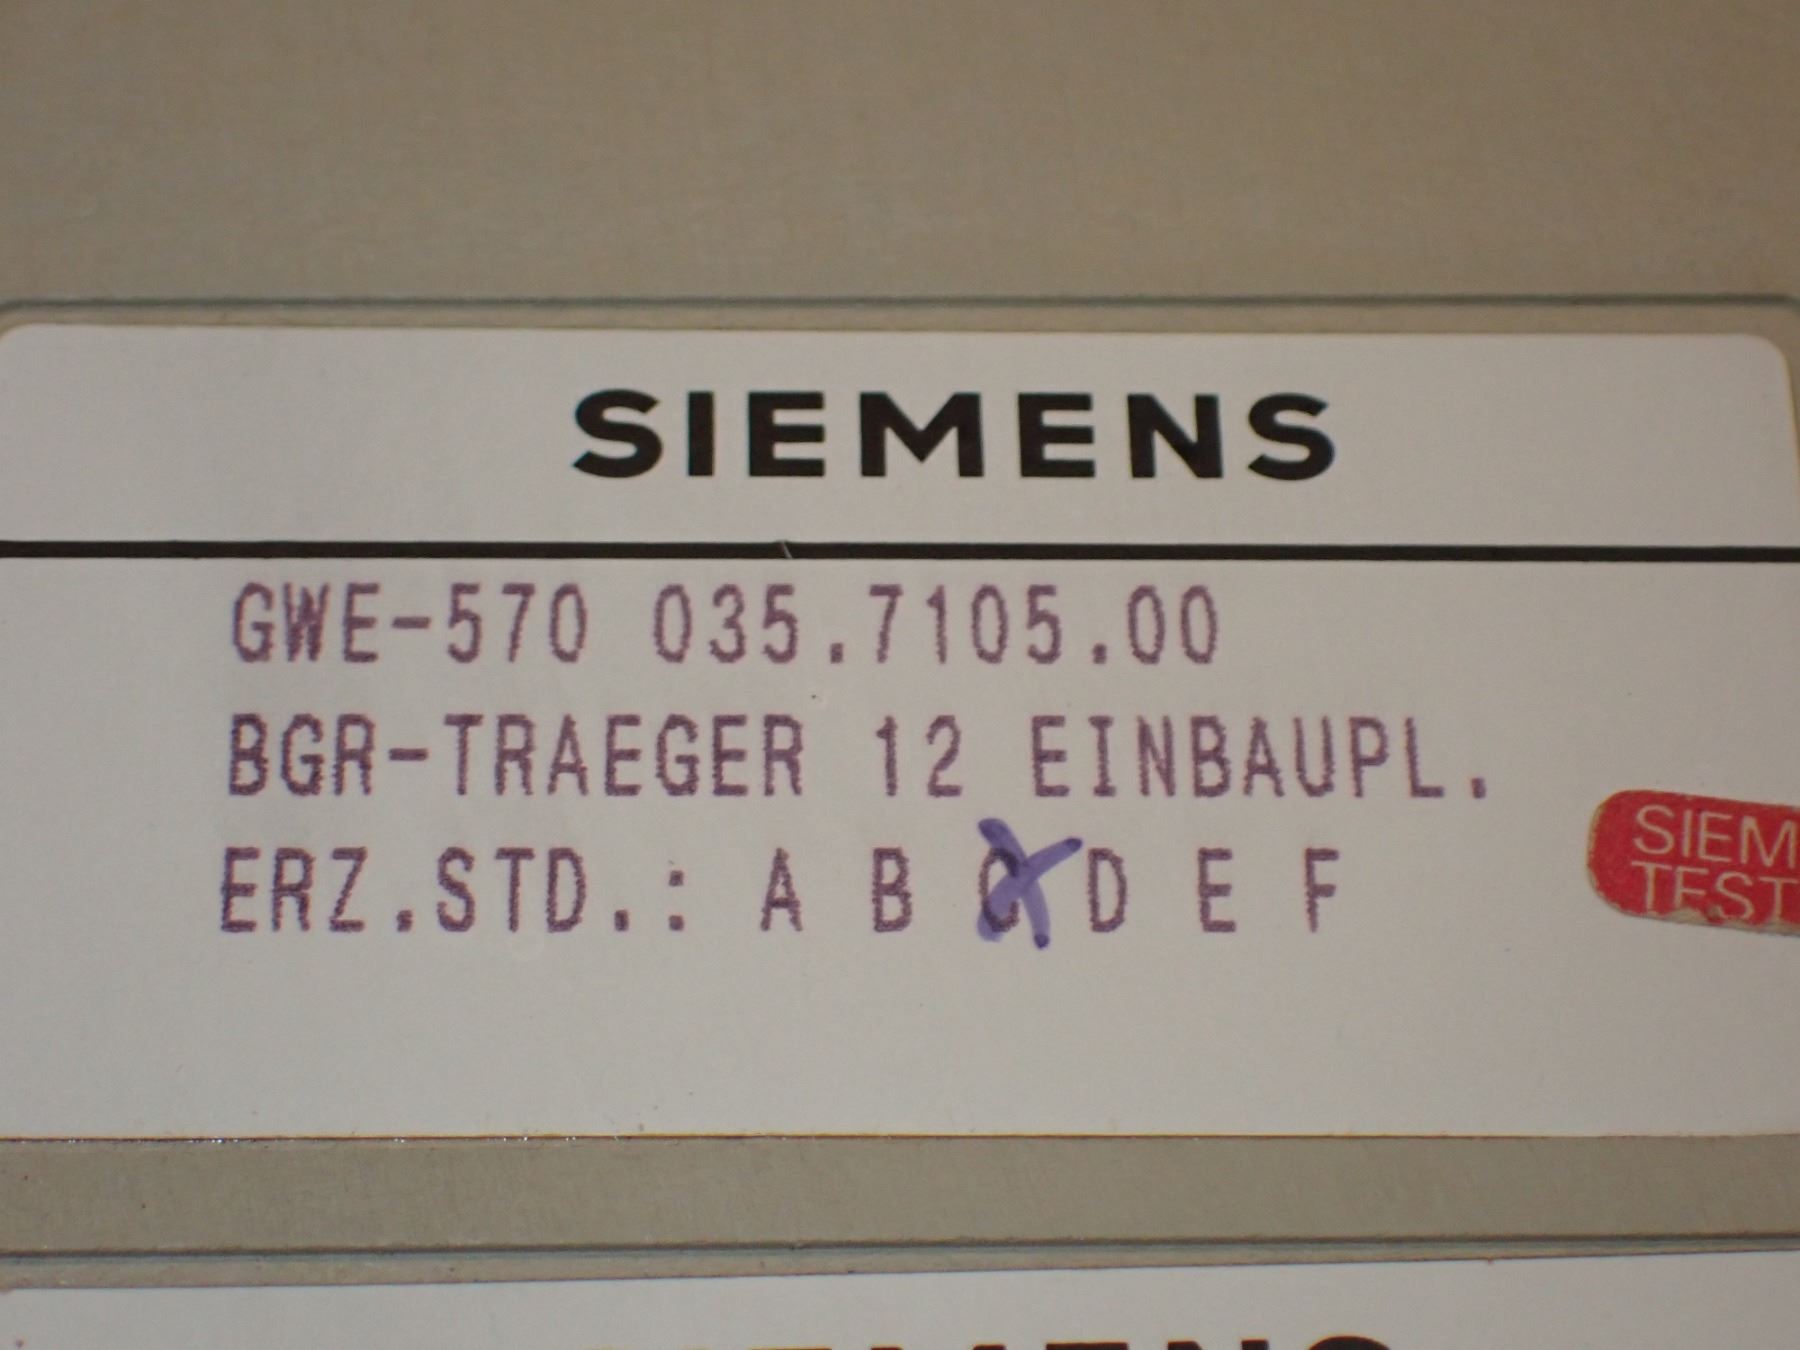 SIEMENS
GWE-570 035.7105.00
BGR-TRAEGER 12 EINBAUPL.
ERZ.STD.: A B C D E F
SIEM
TEST